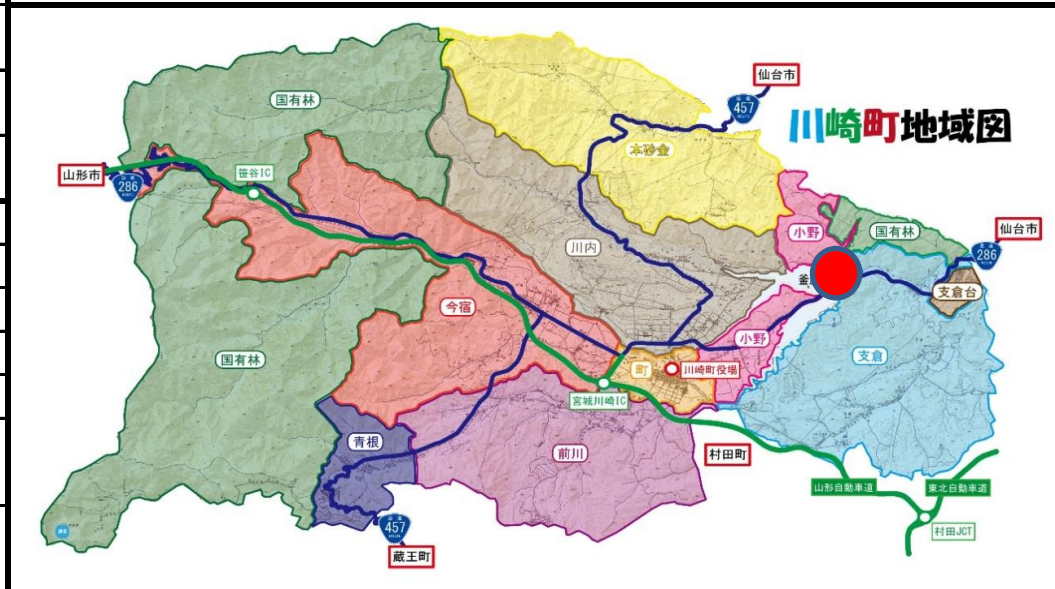 川崎町地域図
仙台市
457
国有林
本砂金
山形市
286
笹谷IC
小野
国有林
仙台市
286
川内
釜
支倉台
今宿
小野
国有林
支倉
町
川崎町役場
宮城川崎IC
青根
前川
村田町
山形自動車道
東北自動車道
457
村田JCT
蔵王町